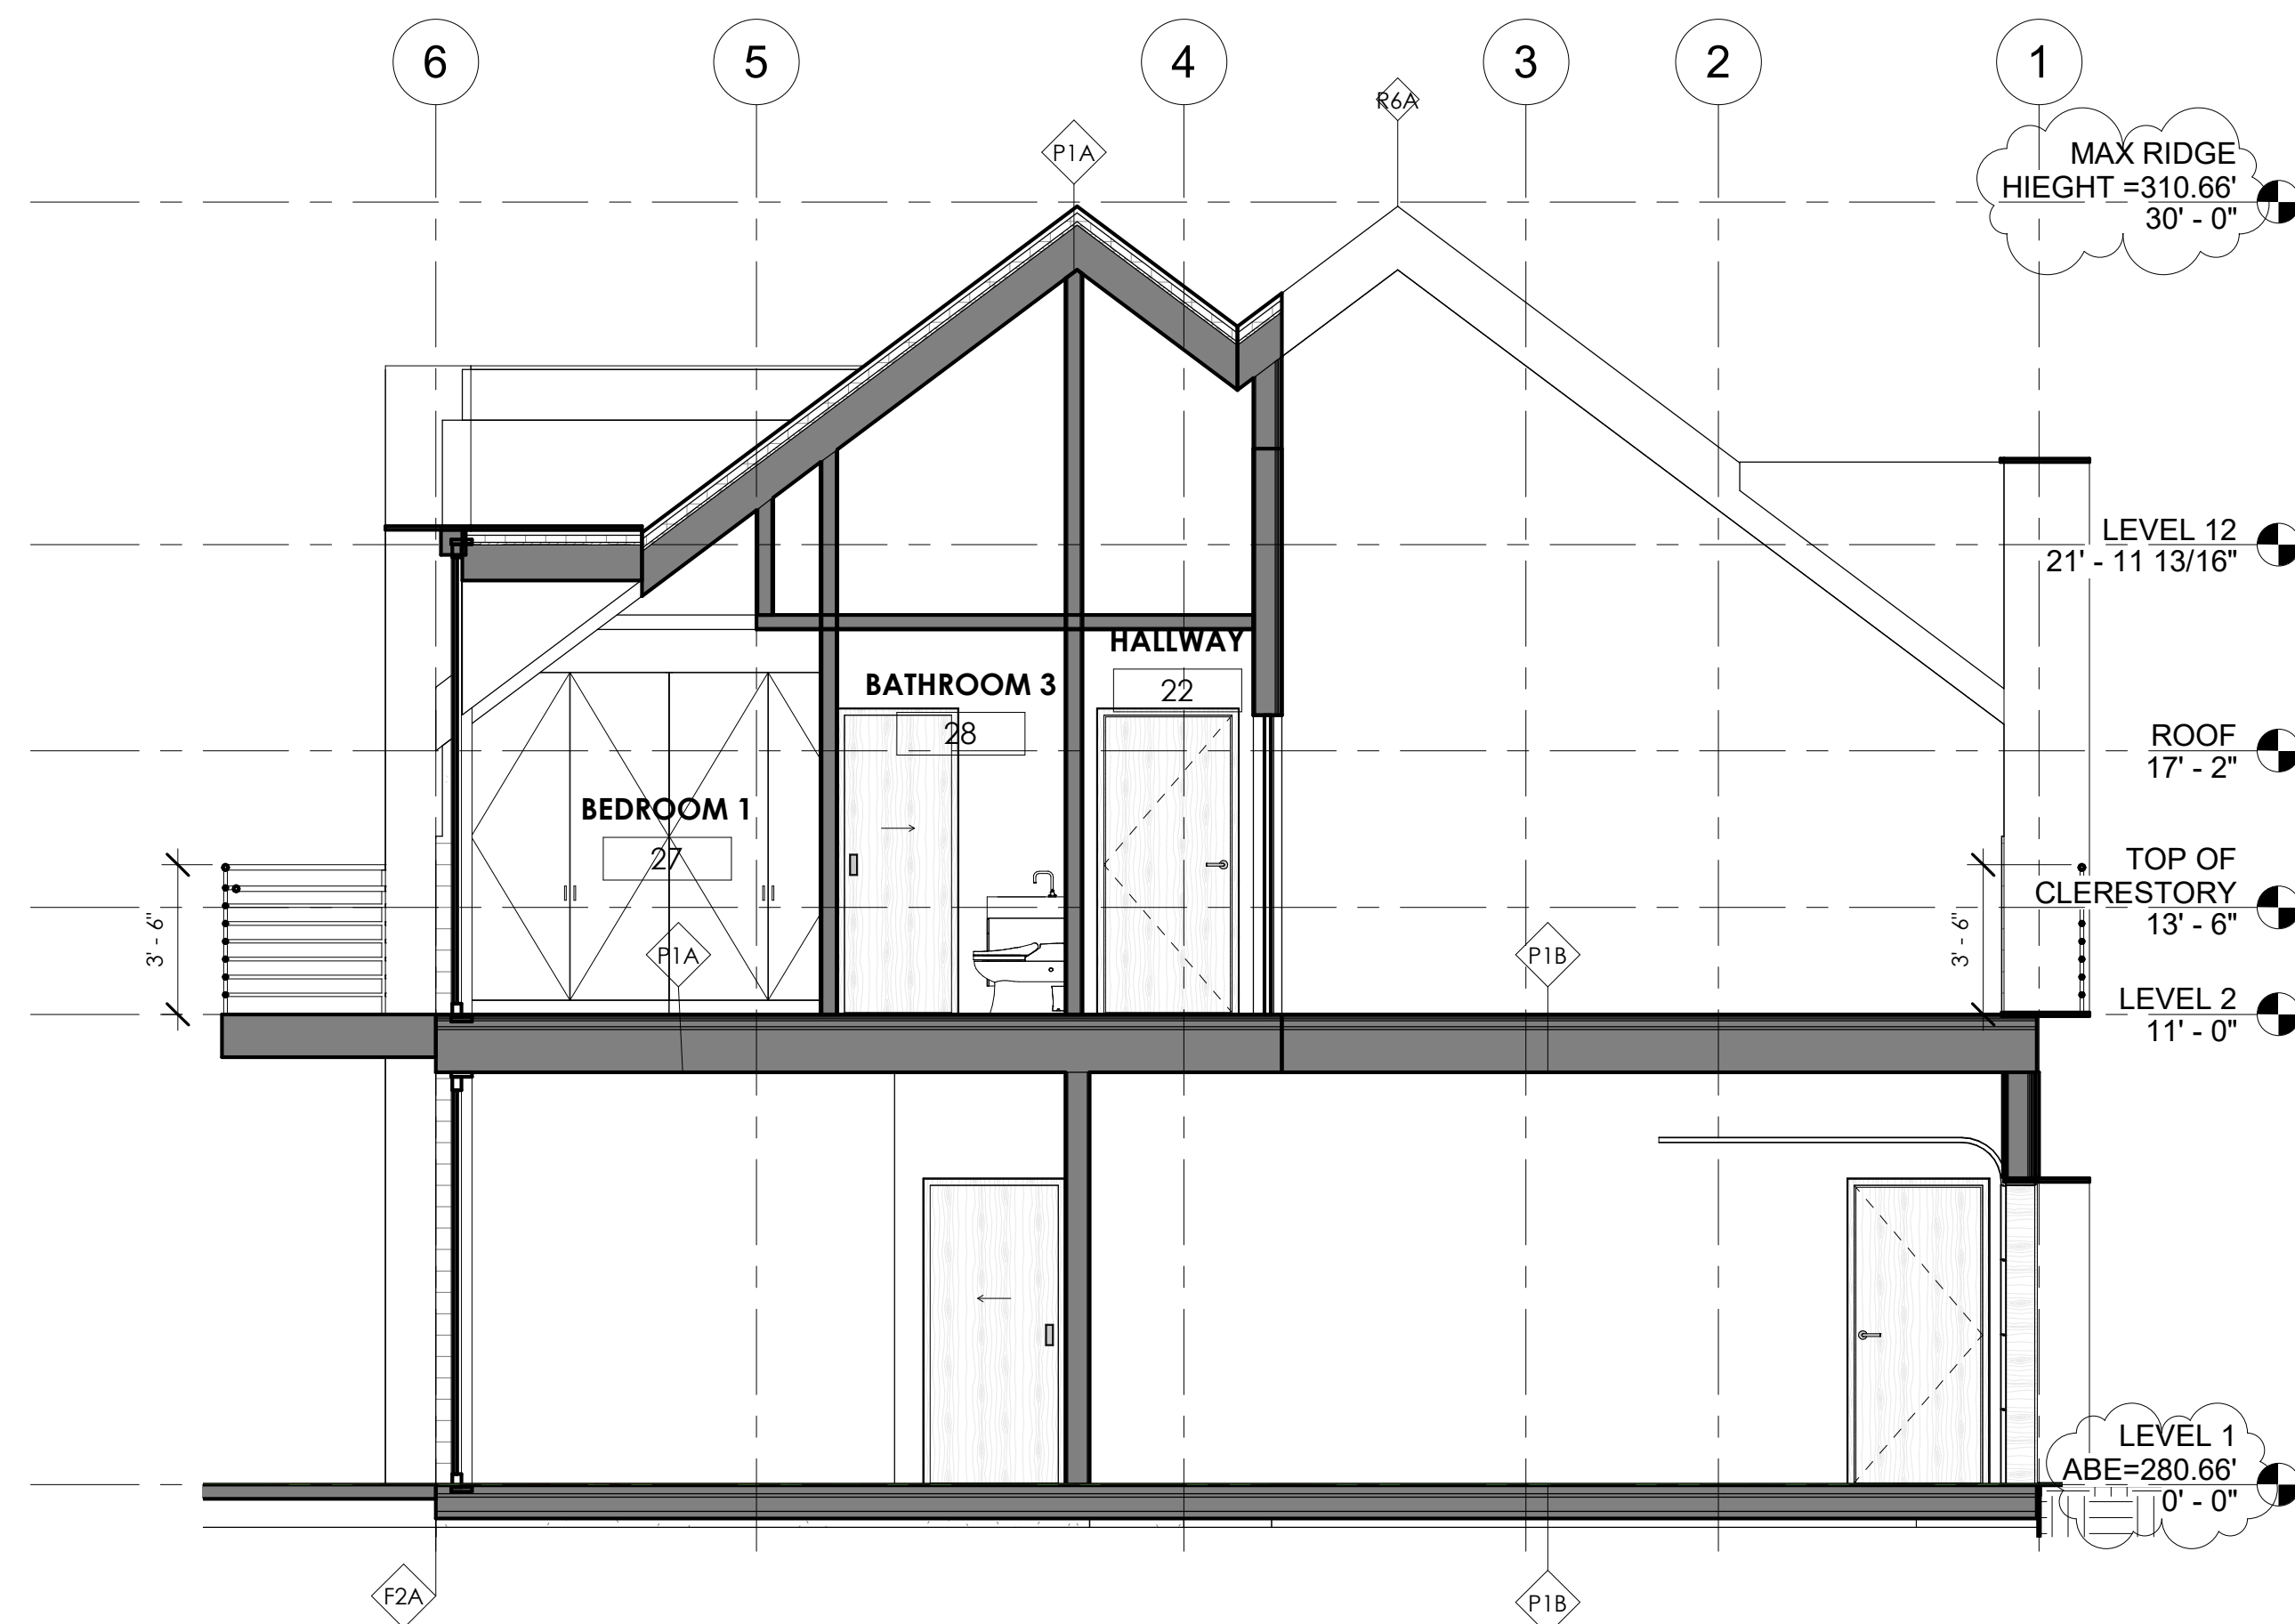 6
5
4
3
2
1
R6A
P1A
MAX RIDGE
HIEGHT =310.66'
30' - 0"
LEVEL 12
21' - 11 13/16"
HALLWAY
22
BATHROOM 3
28
ROOF
17' - 2"
BEDROOM 1
27
TOP OF
CLERESTORY
13' - 6"
3' - 6"
3' - 6"
P1A
P1B
LEVEL 2
11' - 0"
LEVEL 1
ABE=280.66'
0' - 0"
F2A
P1B